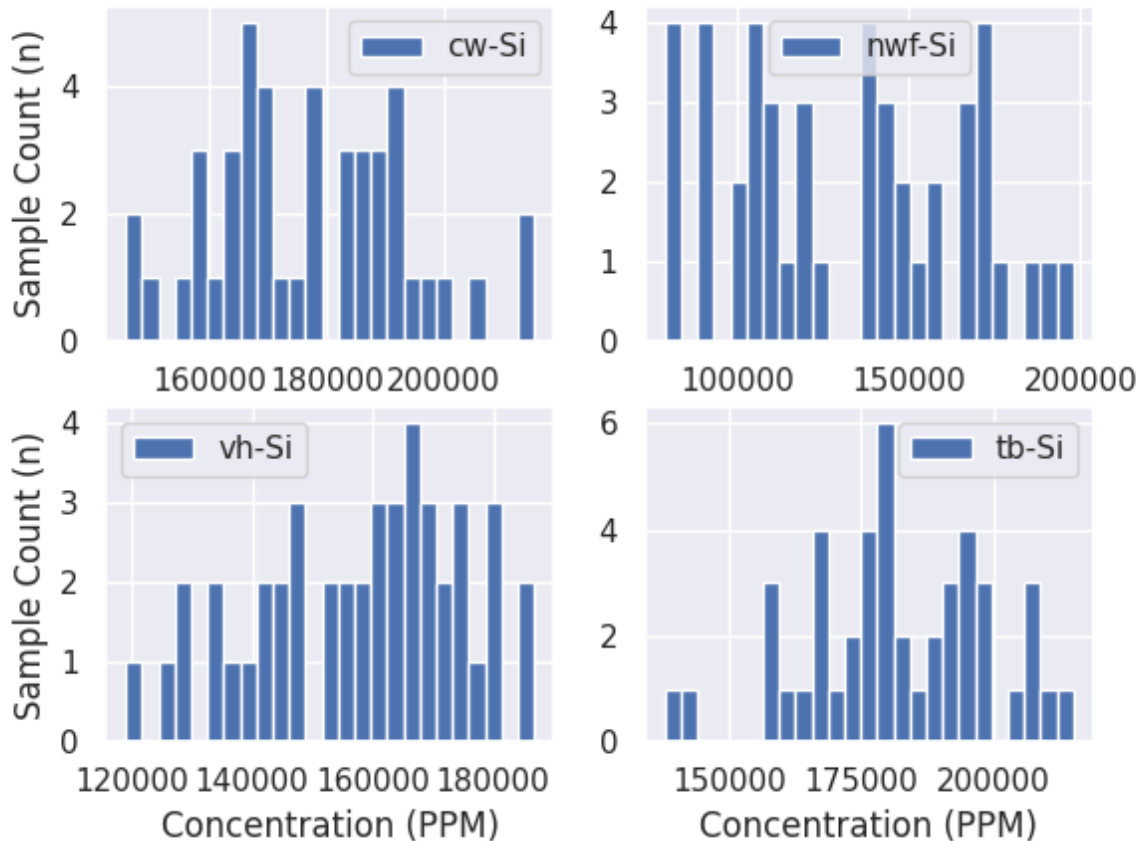 Sample Count (n)
4
2
0
cw-Si
160000 180000 200000
4
3
2
1
0
nwf-Si
100000 150000 200000
Sample Count (n)
4
3
2
1
0
vh-Si
120000 140000 160000 180000
Concentration (PPM)
6
4
2
0
tb-Si
150000 175000 200000
Concentration (PPM)